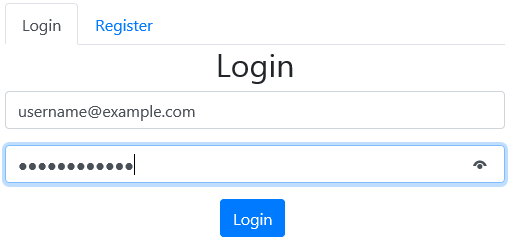 Login
Register
Login
username@example.com
●●●●●●●●●●●●
Login